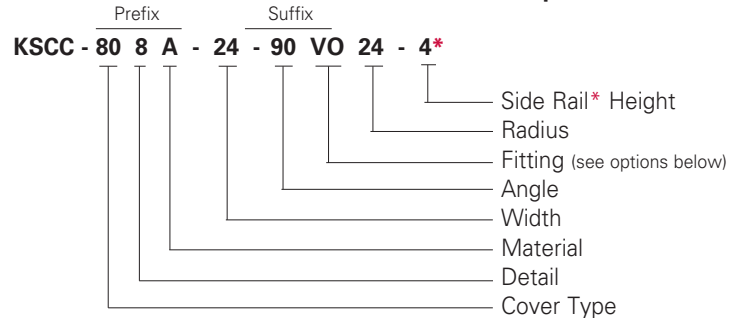 Prefix Suffix
KSCC - 80 8 A - 24 - 90 VO 24 - 4*
Side Rail* Height
Radius
Fitting (see options below)
Angle
Width
Material
Detail
Cover Type